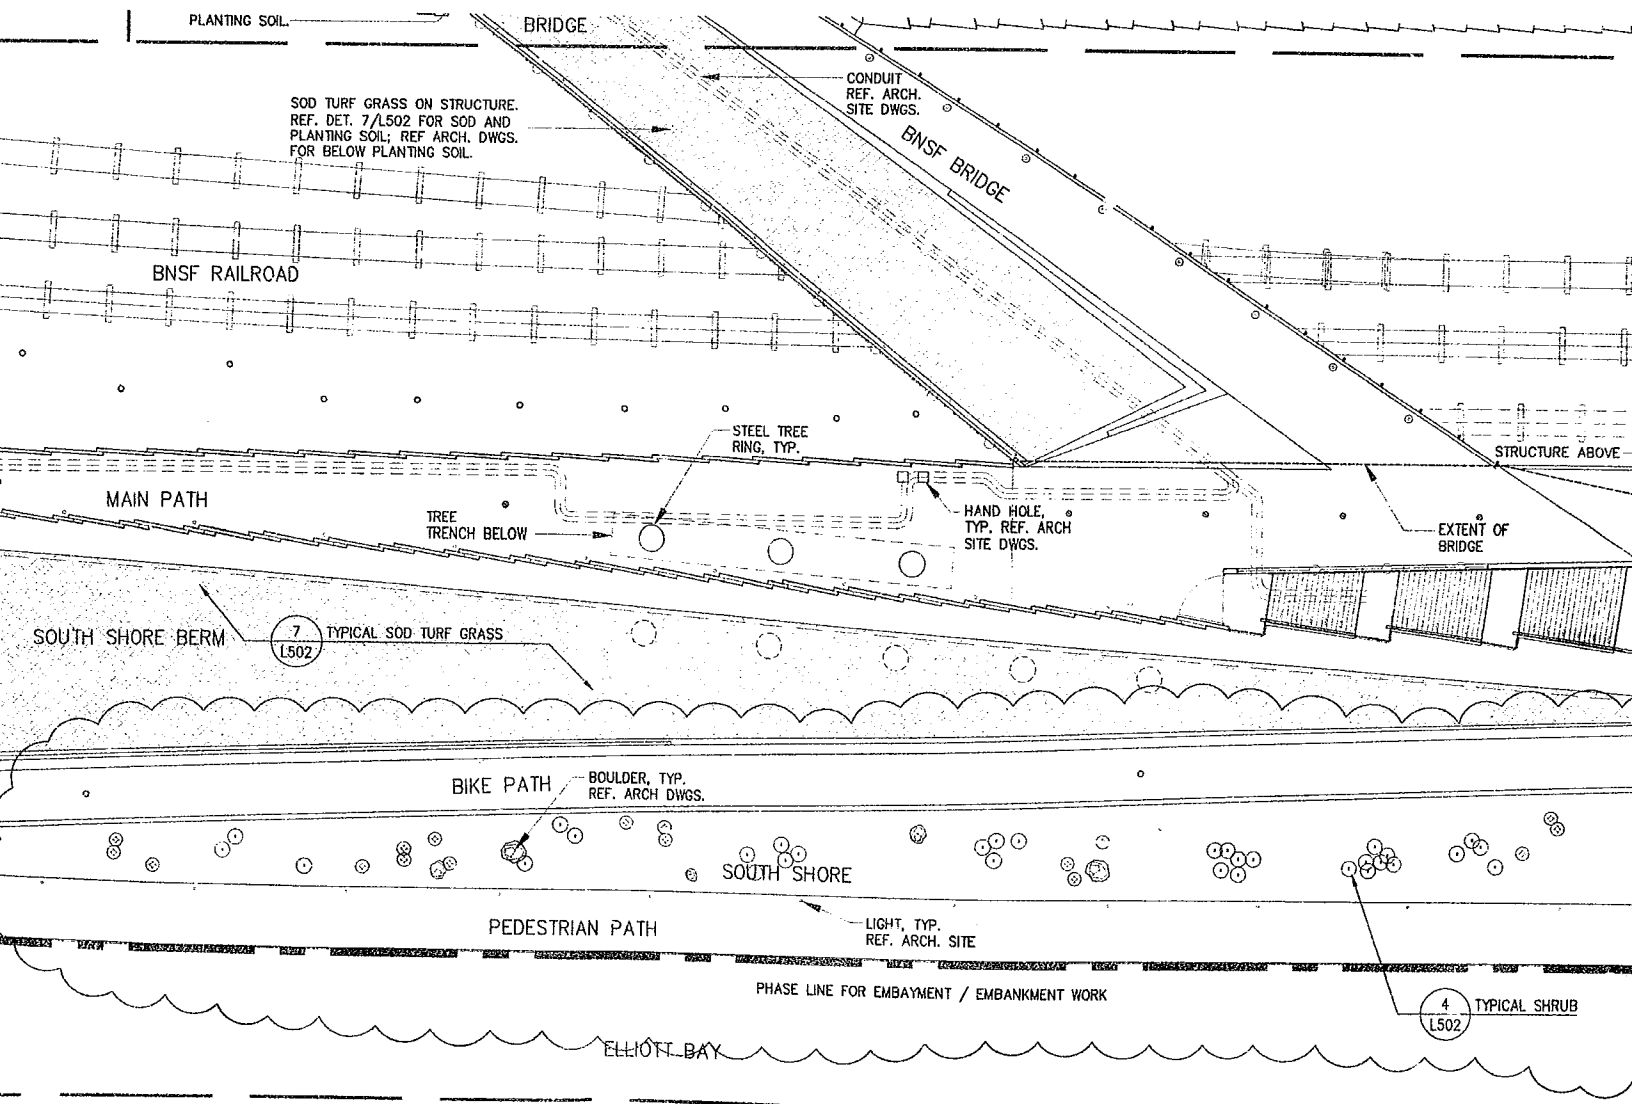 PLANTING SOIL.
BRIDGE
CONDUIT
REF. ARCH.
SITE DWGS.
SOD TURF GRASS ON STRUCTURE.
REF. DET. 7/L502 FOR SOD AND
PLANTING SOIL; REF ARCH. DWGS.
FOR BELOW PLANTING SOIL.
BNSF BRIDGE
BNSF RAILROAD
STEEL TREE
RING, TYP.
STRUCTURE ABOVE
MAIN PATH
TREE
TRENCH BELOW
HAND HOLE,
TYP. REF. ARCH
SITE DWGS.
EXTENT OF
BRIDGE
SOUTH SHORE BERM
7
L502
TYPICAL SOD TURF GRASS
BIKE PATH
BOULDER, TYP.
REF. ARCH DWGS.
SOUTH SHORE
PEDESTRIAN PATH
LIGHT, TYP.
REF. ARCH. SITE
PHASE LINE FOR EMBAYMENT / EMBANKMENT WORK
4
L502
TYPICAL SHRUB
ELLIOTT BAY